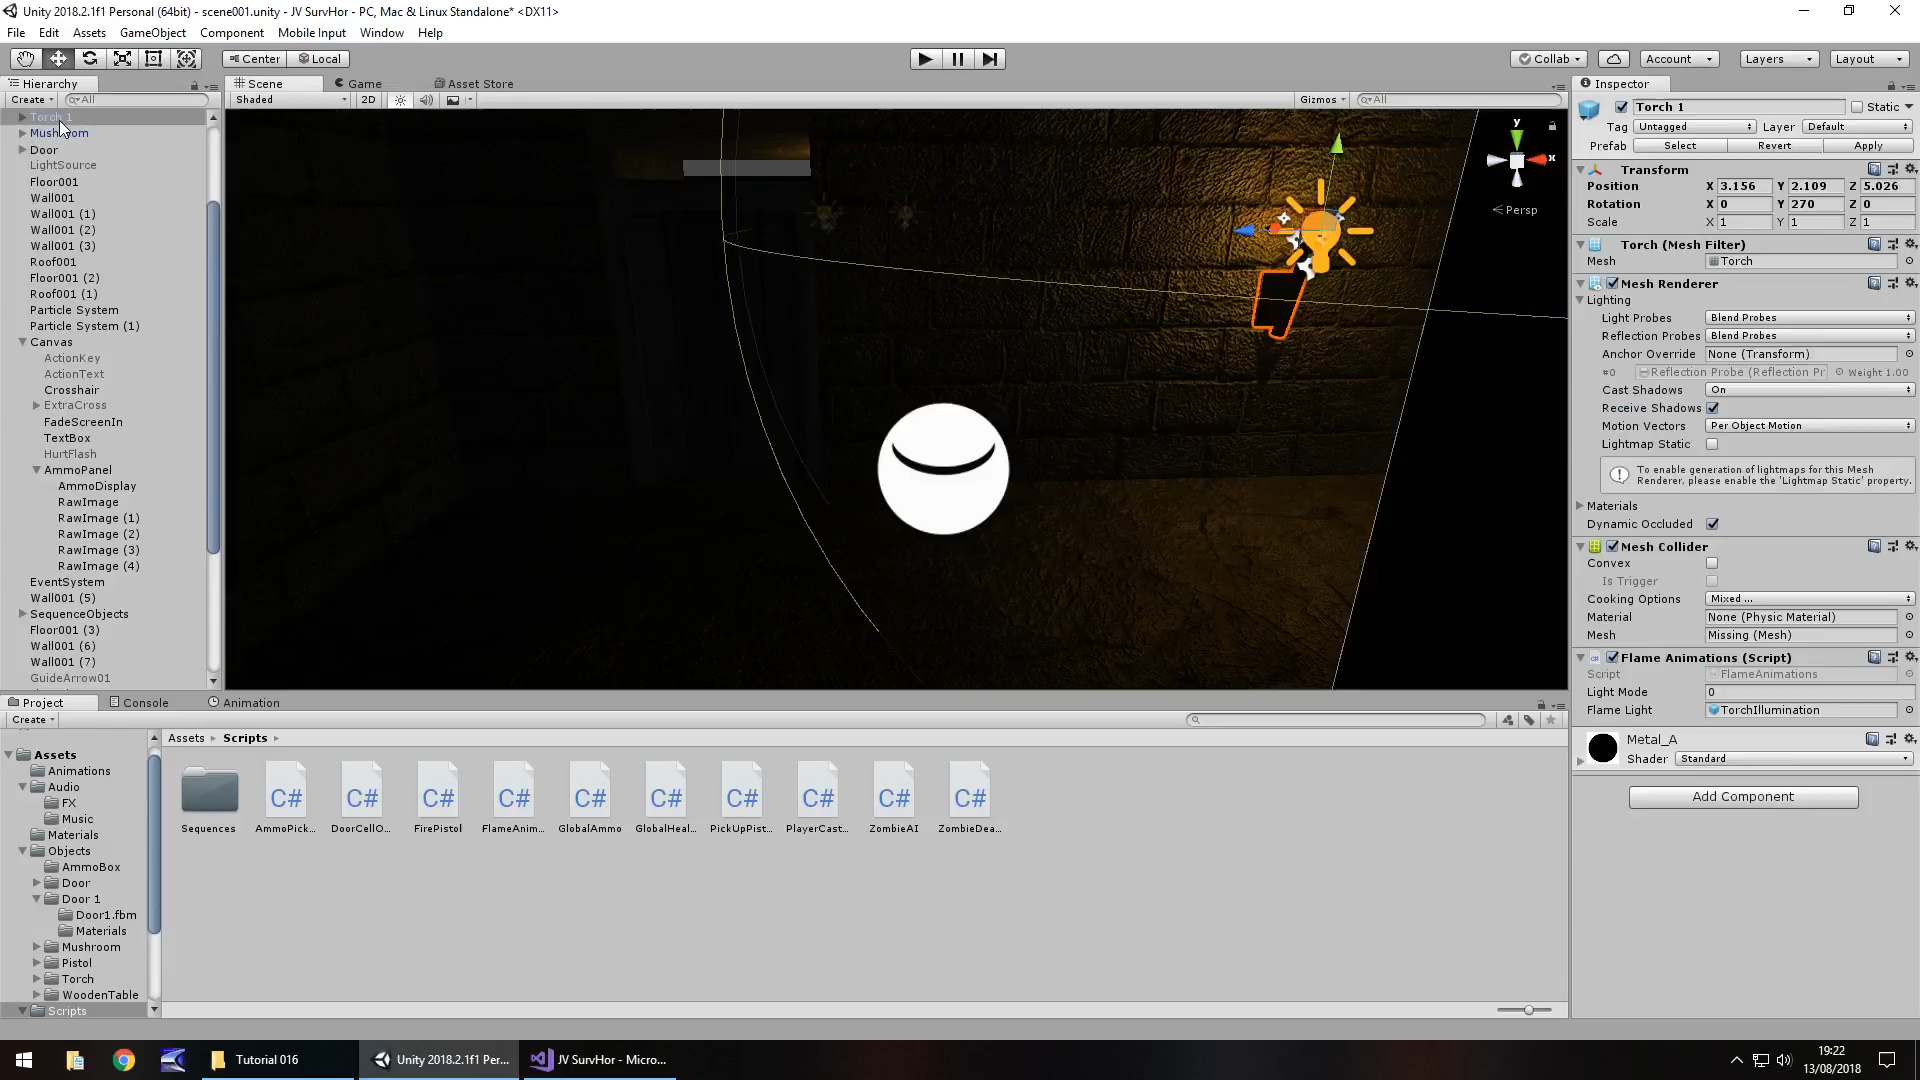 Unity 2018.2.1f1 Personal (64bit) - scene001.unity - JV SurvHor - PC, Mac & Linux Standalone* <DX11>
File Edit Assets GameObject Component Mobile Input Window Help
Center Local Collab Account Layers Layout
Hierarchy
Create All
Torch 1
Mushroom
Door
LightSource
Floor001
Wall001
Wall001 (1)
Wall001 (2)
Wall001 (3)
Roof001
Floor001 (2)
Roof001 (1)
Particle System
Particle System (1)
Canvas
ActionKey
ActionText
Crosshair
ExtraCross
FadeScreenIn
TextBox
HurtFlash
AmmoPanel
AmmoDisplay
RawImage
RawImage (1)
RawImage (2)
RawImage (3)
RawImage (4)
EventSystem
Wall001 (5)
SequenceObjects
Floor001 (3)
Wall001 (6)
Wall001 (7)
GuideArrow01
Scene Game Asset Store
Shaded 2D Gizmos All
y
x
Persp
Inspector
Torch 1 Static
Tag Untagged Layer Default
Prefab Select Revert Apply
Transform
Position X 3.156 Y 2.109 Z 5.026
Rotation X 0 Y 270 Z 0
Scale X 1 Y 1 Z 1
Torch (Mesh Filter)
Mesh Torch
Mesh Renderer
Lighting
Light Probes Blend Probes
Reflection Probes Blend Probes
Anchor Override None (Transform)
#0 Reflection Probe (Reflection Pr Weight 1.00
Cast Shadows On
Receive Shadows
Motion Vectors Per Object Motion
Lightmap Static
To enable generation of lightmaps for this Mesh
Renderer, please enable the 'Lightmap Static' property.
Materials
Dynamic Occluded
Mesh Collider
Convex
Is Trigger
Cooking Options Mixed ...
Material None (Physic Material)
Mesh Missing (Mesh)
Flame Animations (Script)
Script FlameAnimations
Light Mode 0
Flame Light TorchIllumination
Metal_A
Shader Standard
Add Component
Project Console Animation
Create
Assets
Animations
Audio
FX
Music
Materials
Objects
AmmoBox
Door
Door 1
Door1.fbm
Materials
Mushroom
Pistol
Torch
WoodenTable
Scripts
Assets Scripts
C# C# C# C# C# C# C# C# C# C#
Sequences AmmoPick... DoorCellO... FirePistol FlameAnim... GlobalAmmo GlobalHeal... PickUpPist... PlayerCast... ZombieAI ZombieDea...
Tutorial 016 Unity 2018.2.1f1 Per... JV SurvHor - Micro...
19:22
13/08/2018